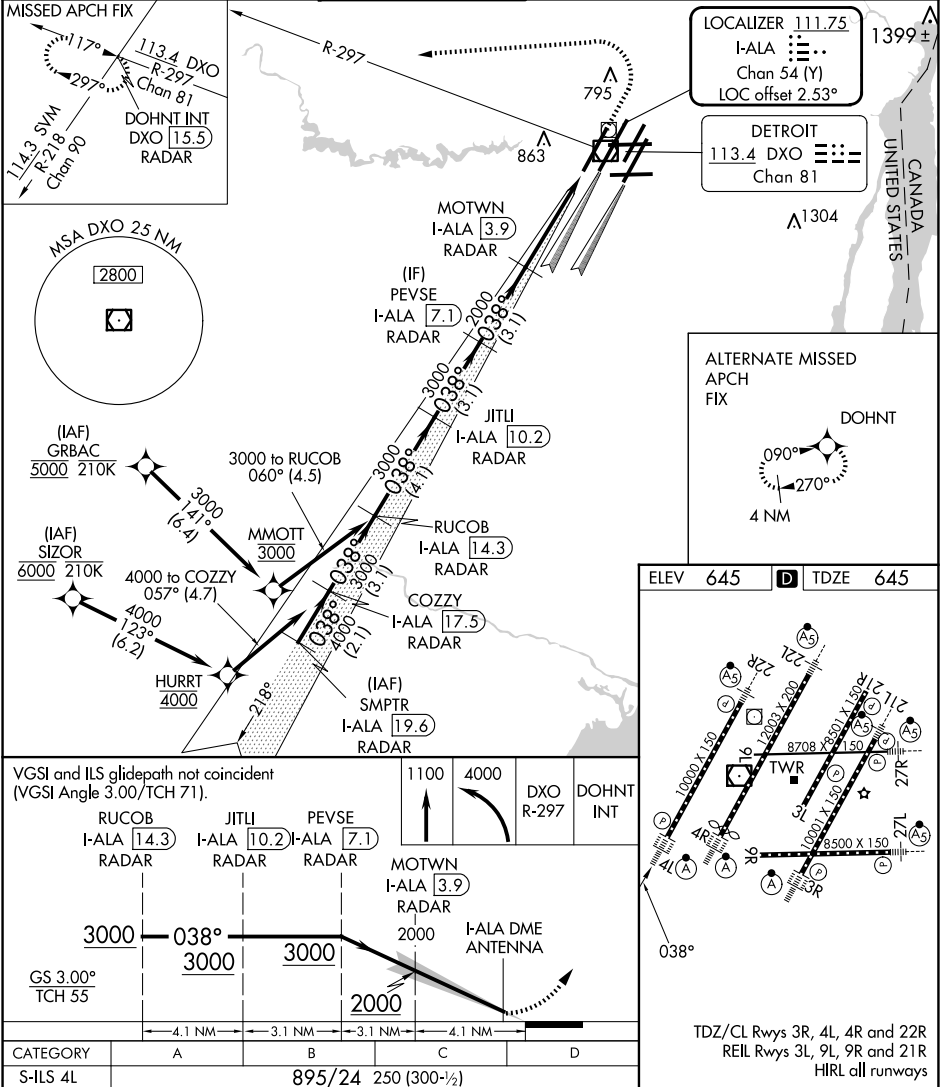 MISSED APCH FIX
117°
297°
113.4 DXO
R-297
Chan 81
DOHNT INT
DXO 15.5
RADAR
114.3 SVM
R-218
Chan 90
R-297
LOCALIZER 111.75
I-ALA
Chan 54 (Y)
LOC offset 2.53°
1399 ±
795
863
DETROIT
113.4 DXO
Chan 81
1304
CANADA
UNITED STATES
MSA DXO 25 NM
2800
MOTWN
I-ALA 3.9
RADAR
(IF)
PEVSE
I-ALA 7.1
RADAR
2000
038°
(3.1)
3000
038°
(3.1)
JITLI
I-ALA 10.2
RADAR
3000
038°
(4.1)
(IAF)
GRBAC
5000 210K
3000
141°
(6.4)
3000 to RUCOB
060° (4.5)
MMOTT
3000
RUCOB
I-ALA 14.3
RADAR
038°
3000
(3.1)
(IAF)
SIZOR
6000 210K
4000
123°
(6.2)
4000 to COZZY
057° (4.7)
HURRT
4000
COZZY
I-ALA 17.5
RADAR
038°
4000
(2.1)
218°
(IAF)
SMPTR
I-ALA 19.6
RADAR
ALTERNATE MISSED
APCH
FIX
DOHNT
090°
270°
4 NM
ELEV 645 D TDZE 645
22R
A5
22L
A5
21R
21L
A5
A5
P
P
10000 X 150
12003 X 200
8501 X 150
8708 X 150
9L
TWR
27R
P
P
3L
10001 X 150
27L
A5
P
4L
A
4R
A
9R
8500 X 150
P
P
A
3R
038°
TDZ/CL Rwys 3R, 4L, 4R and 22R
REIL Rwys 3L, 9L, 9R and 21R
HIRL all runways
VGSI and ILS glidepath not coincident
(VGSI Angle 3.00/TCH 71).
1100
4000
DXO
R-297
DOHNT
INT
RUCOB
I-ALA 14.3
RADAR
JITLI
I-ALA 10.2
RADAR
PEVSE
I-ALA 7.1
RADAR
MOTWN
I-ALA 3.9
RADAR
2000
I-ALA DME
ANTENNA
3000
038°
3000
3000
2000
GS 3.00°
TCH 55
4.1 NM
3.1 NM
3.1 NM
4.1 NM
CATEGORY A B C D
S-ILS 4L 895/24 250 (300-½)